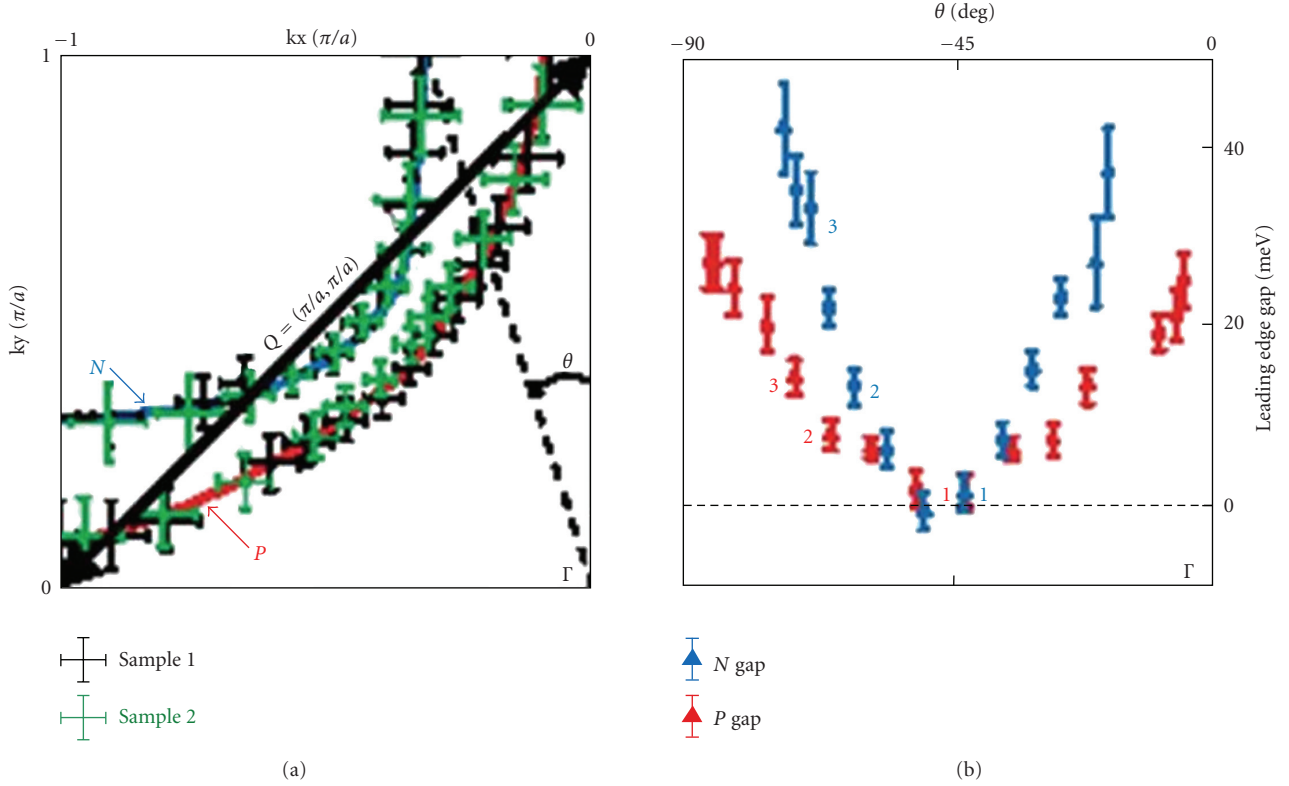 −1
kx (π/a)
0
1
ky (π/a)
0
Q = (π/a, π/a)
N
P
θ
Γ
Sample 1
Sample 2
(a)
θ (deg)
−90
−45
0
40
20
0
Leading edge gap (meV)
3
2
3
2
1
1
Γ
N gap
P gap
(b)